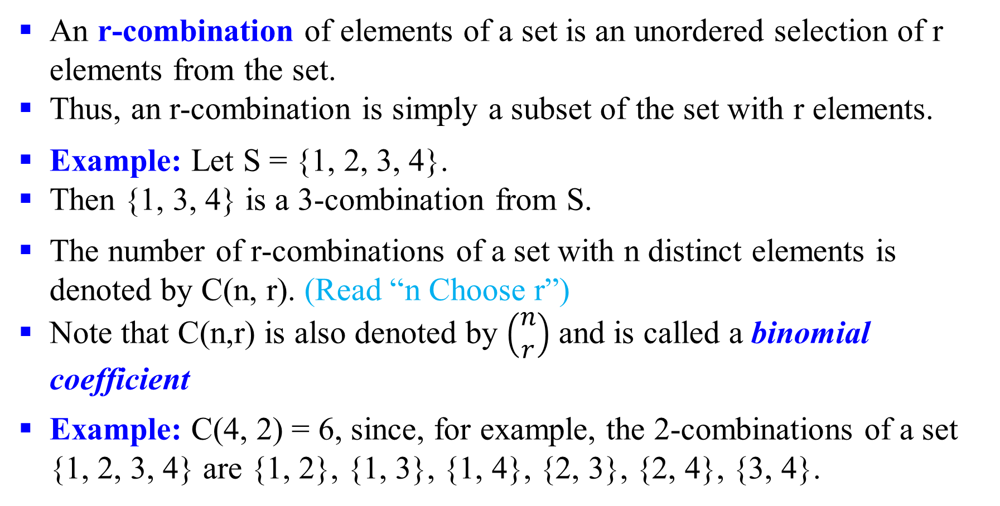 ▪ An r-combination of elements of a set is an unordered selection of r
elements from the set.
▪ Thus, an r-combination is simply a subset of the set with r elements.
▪ Example: Let S = {1, 2, 3, 4}.
▪ Then {1, 3, 4} is a 3-combination from S.
▪ The number of r-combinations of a set with n distinct elements is
denoted by C(n, r). (Read “n Choose r”)
▪ Note that C(n,r) is also denoted by (n r) and is called a binomial
coefficient
▪ Example: C(4, 2) = 6, since, for example, the 2-combinations of a set
{1, 2, 3, 4} are {1, 2}, {1, 3}, {1, 4}, {2, 3}, {2, 4}, {3, 4}.